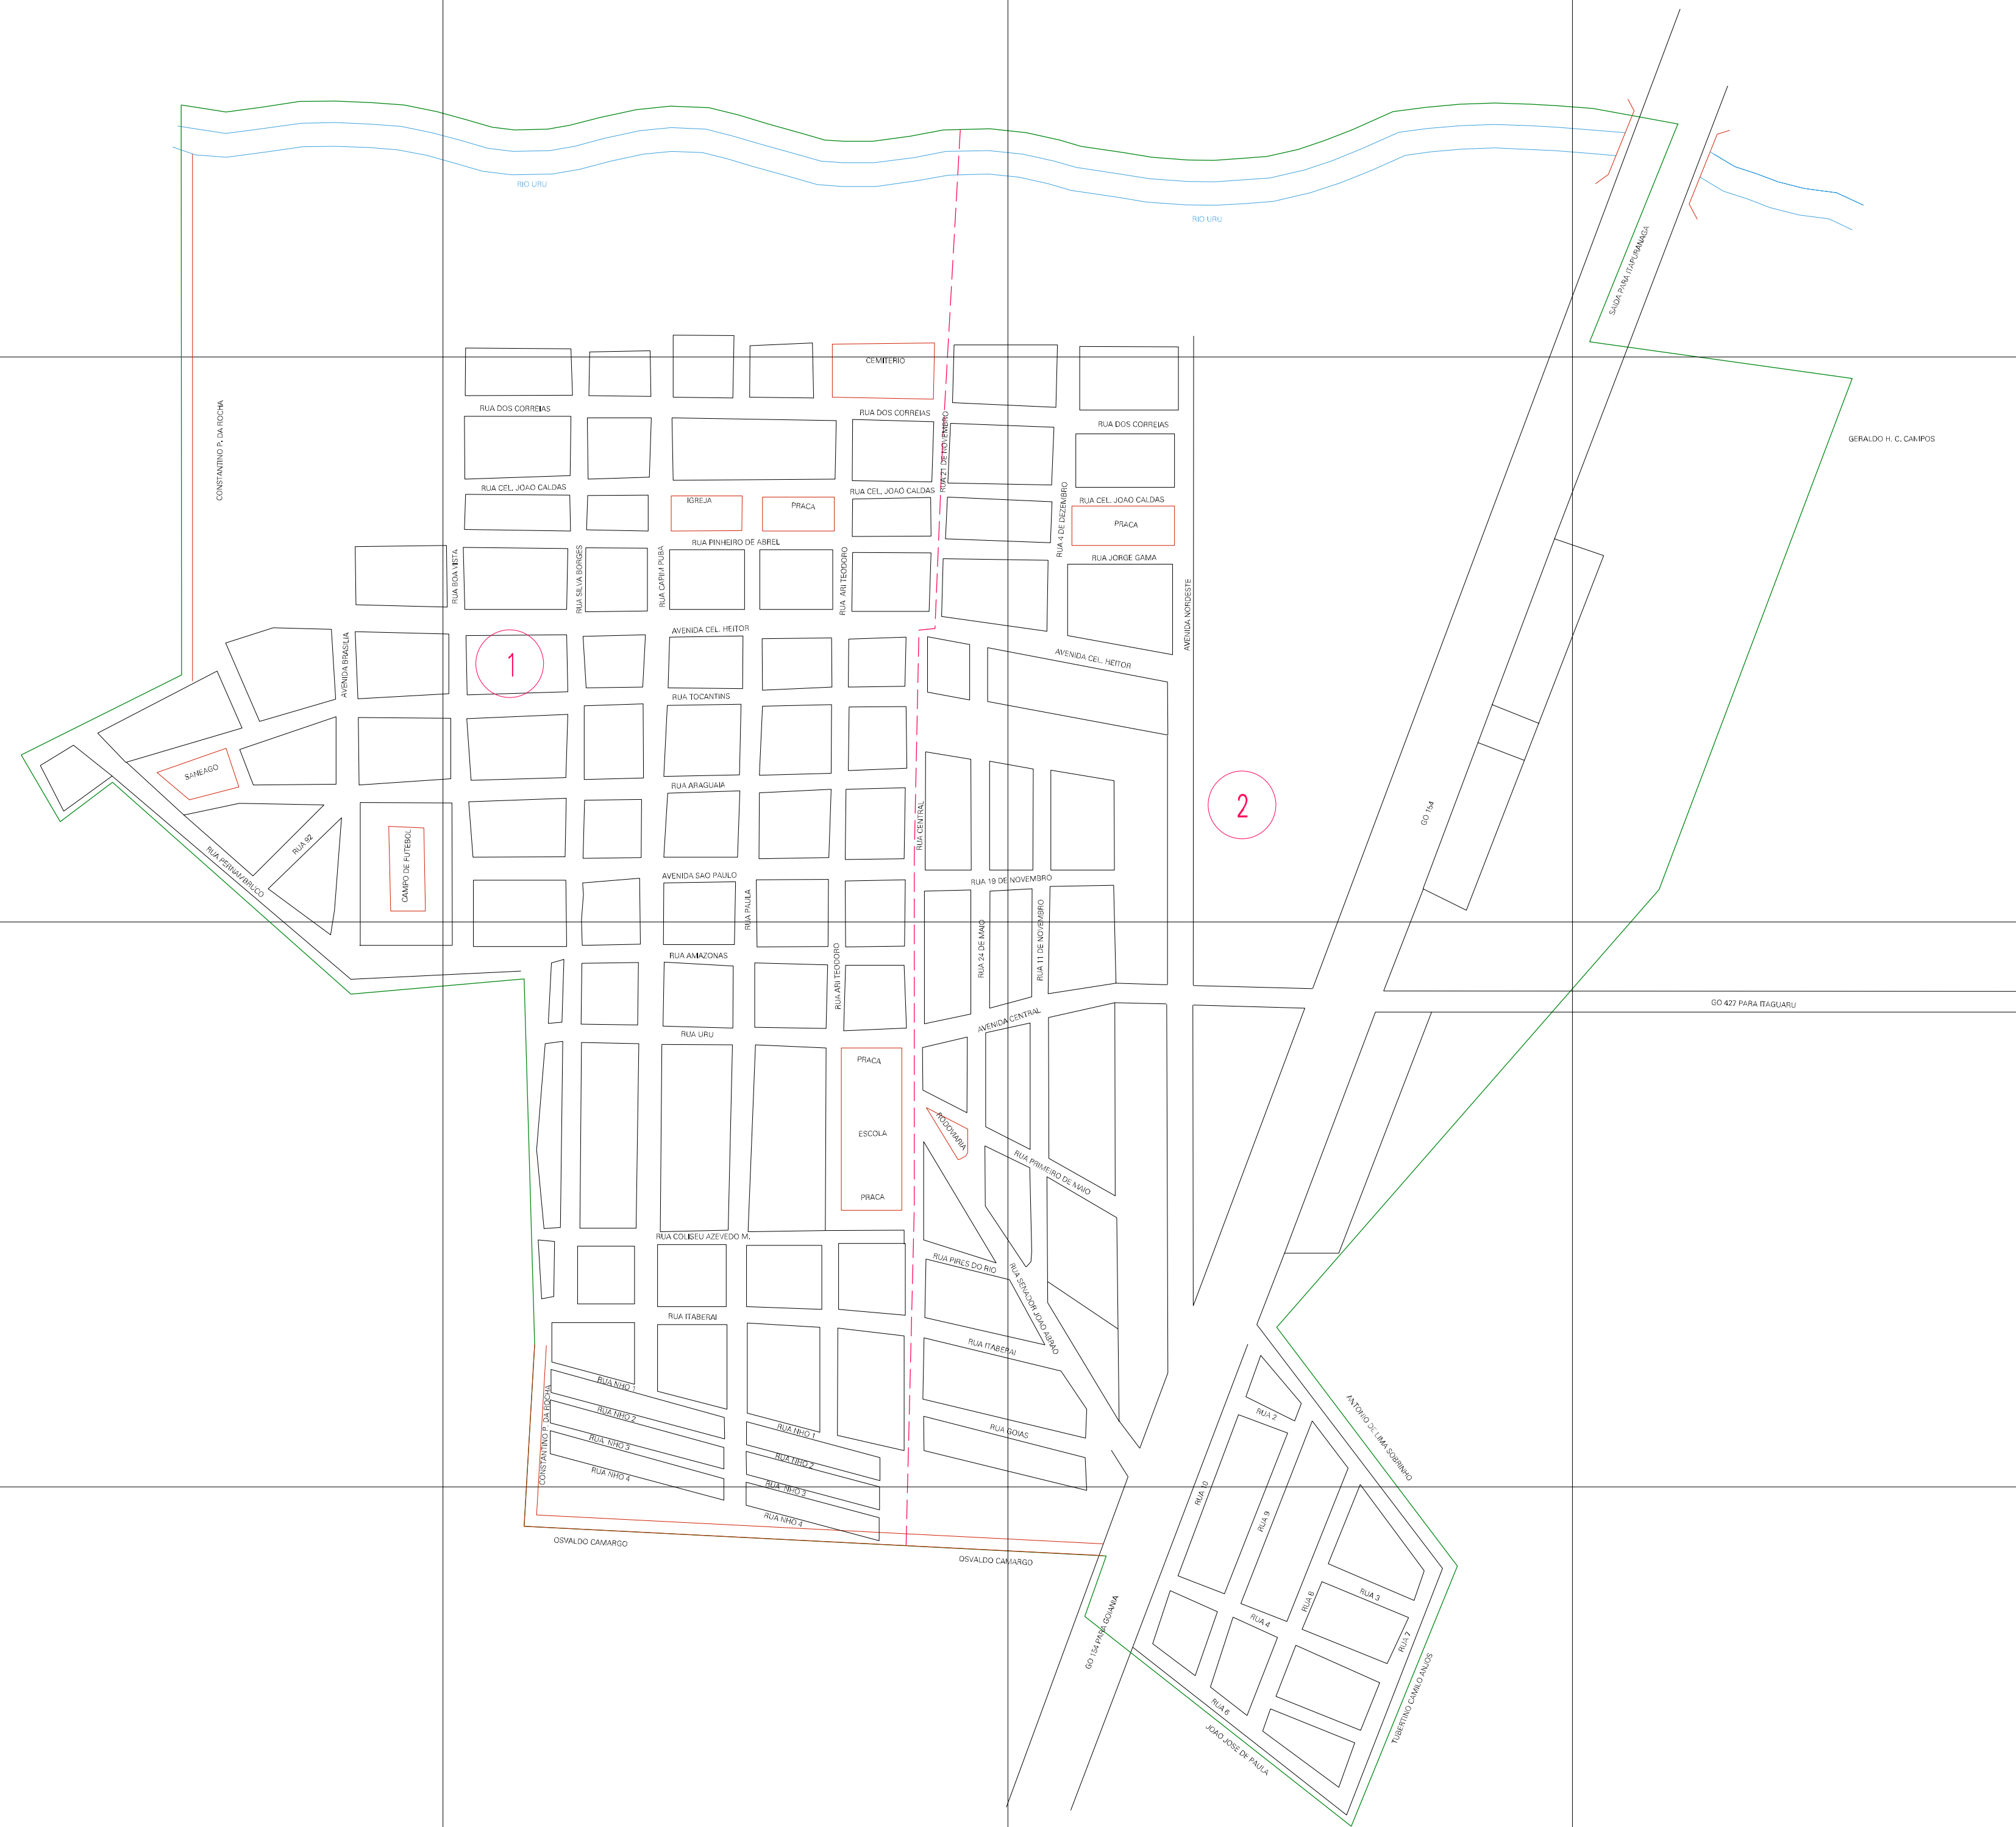 RIO URU
RIO URU
SAIDA PARA ITAPURANAGA
CEMITERIO
CONSTANTINO P. DA ROCHA
RUA DOS CORREIAS
RUA DOS CORREIAS
RUA DOS CORREIAS
GERALDO H. C. CAMPOS
RUA 21 DE NOVEMBRO
RUA CEL. JOAO CALDAS
RUA CEL. JOAO CALDAS
RUA CEL. JOAO CALDAS
IGREJA
PRACA
PRACA
RUA 4 DE DEZEMBRO
RUA PINHEIRO DE ABREL
RUA JORGE GAMA
RUA BOA VISTA
RUA SILVA BORGES
RUA CAPIM PUBA
RUA ARI TEODORO
AVENIDA NORDESTE
AVENIDA CEL. HEITOR
AVENIDA CEL. HEITOR
AVENIDA BRASILIA
1
RUA TOCANTINS
SANEAGO
RUA ARAGUAIA
2
GO 154
RUA CENTRAL
RUA 92
RUA PERNAMBRUCO
CAMPO DE FUTEBOL
AVENIDA SAO PAULO
RUA 19 DE NOVEMBRO
RUA PAULA
RUA 24 DE MAIO
RUA 11 DE NOVEMBRO
RUA AMAZONAS
RUA ARI TEODORO
GO 427 PARA ITAGUARU
AVENIDA CENTRAL
RUA URU
PRACA
RODOVIARIA
ESCOLA
RUA PRIMEIRO DE MAIO
PRACA
RUA COLISEU AZEVEDO M.
RUA PIRES DO RIO
RUA SENADOR JOAO ABRAO
RUA ITABERAI
RUA ITABERAI
RUA NHO 1
RUA NHO 2
RUA NHO 3
RUA NHO 4
CONSTANTINO P. DA ROCHA
RUA NHO 1
RUA NHO 2
RUA NHO 3
RUA NHO 4
RUA GOIAS
ANTONIO DE LIMA SOBRINHO
RUA 2
RUA 10
RUA 9
OSVALDO CAMARGO
OSVALDO CAMARGO
RUA 3
RUA 8
RUA 4
RUA 7
GO 154 PARA GOIANIA
RUA 6
TUBERTINO CAMILO ANJOS
JOAO JOSE DE PAULA